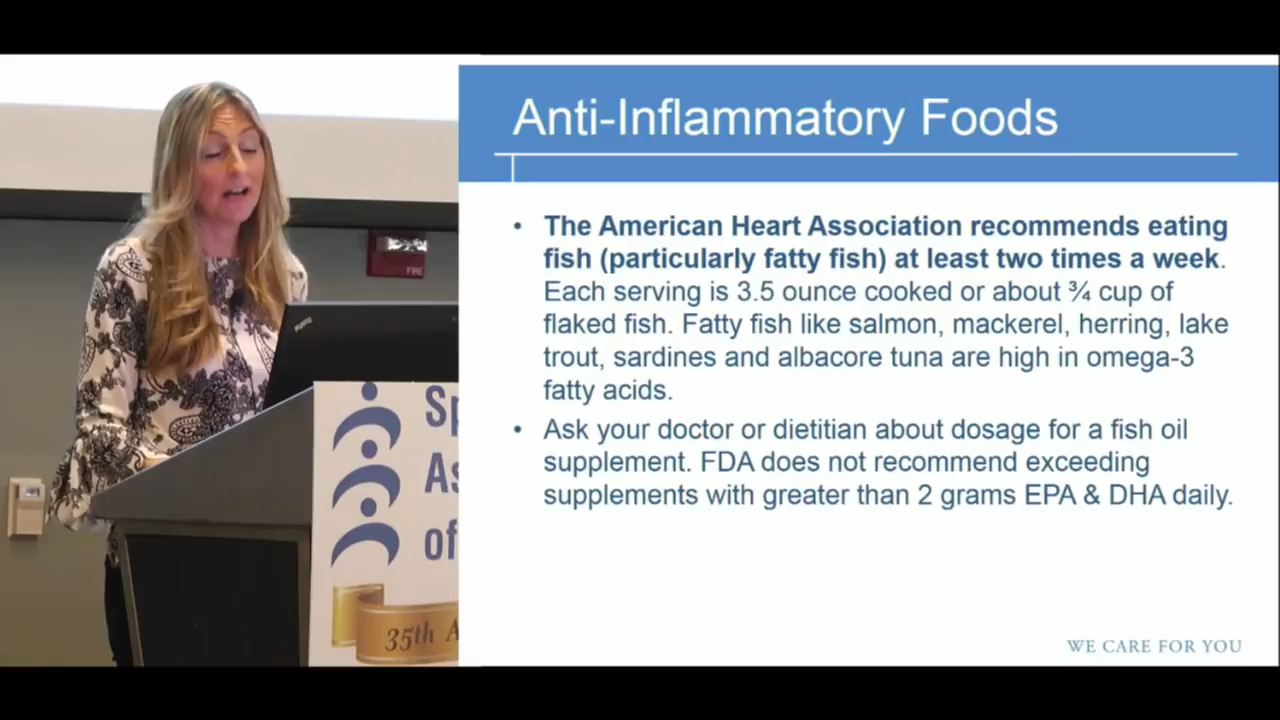 Anti-Inflammatory Foods
• The American Heart Association recommends eating
fish (particularly fatty fish) at least two times a week.
Each serving is 3.5 ounce cooked or about ¾ cup of
flaked fish. Fatty fish like salmon, mackerel, herring, lake
trout, sardines and albacore tuna are high in omega-3
fatty acids.
• Ask your doctor or dietitian about dosage for a fish oil
supplement. FDA does not recommend exceeding
supplements with greater than 2 grams EPA & DHA daily.
WE CARE FOR YOU
FIRE
Sp
As
of
35th A